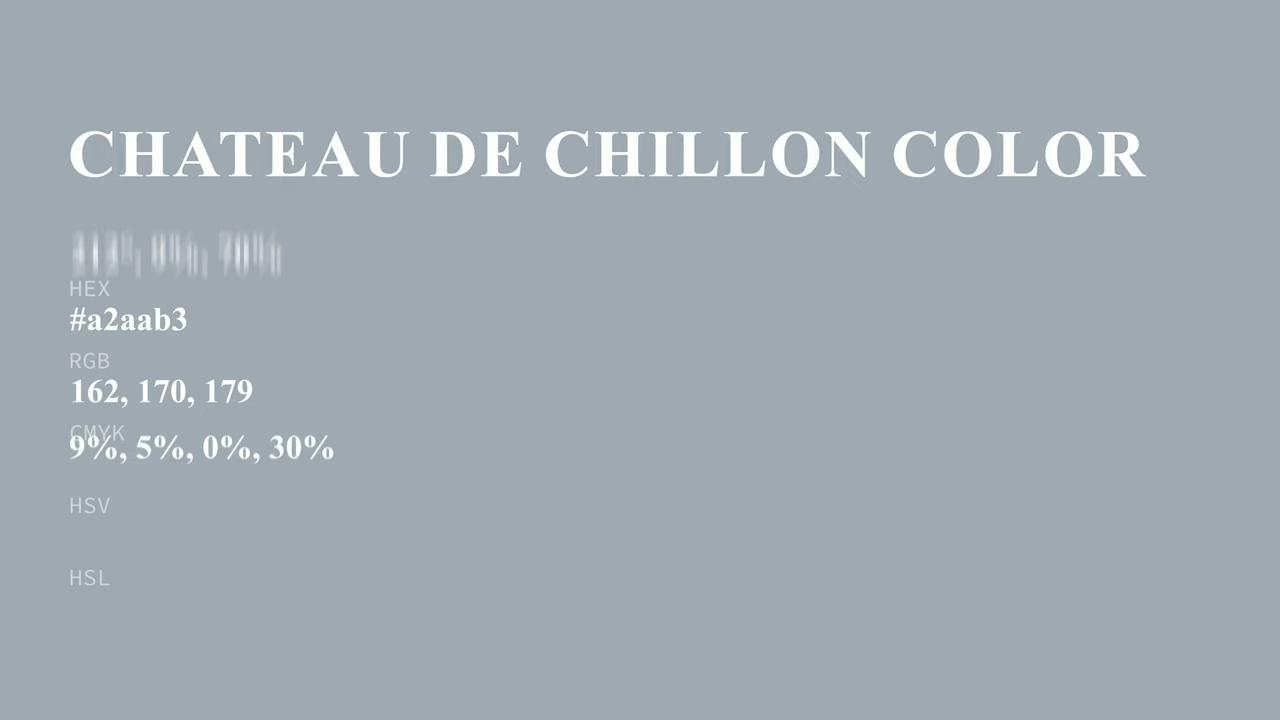 CHATEAU DE CHILLON COLOR
HEX
#a2aab3
RGB
162, 170, 179
CMYK
9%, 5%, 0%, 30%
HSV
HSL